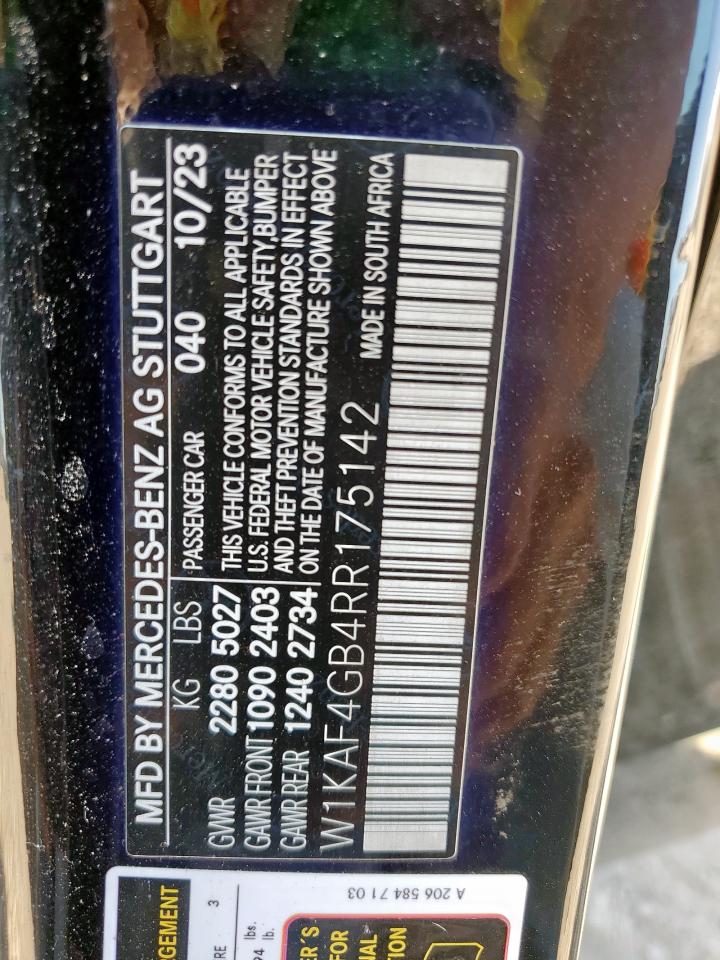 MFD BY MERCEDES-BENZ AG STUTTGART
KG LBS PASSENGER CAR 040 10/23
GVWR 2280 5027
GAWR FRONT 1090 2403
GAWR REAR 1240 2734
THIS VEHICLE CONFORMS TO ALL APPLICABLE
U.S. FEDERAL MOTOR VEHICLE SAFETY,BUMPER
AND THEFT PREVENTION STANDARDS IN EFFECT
ON THE DATE OF MANUFACTURE SHOWN ABOVE
W1KAF4GB4RR175142 MADE IN SOUTH AFRICA
A 206 584 71 03
3
lbs.
lb.